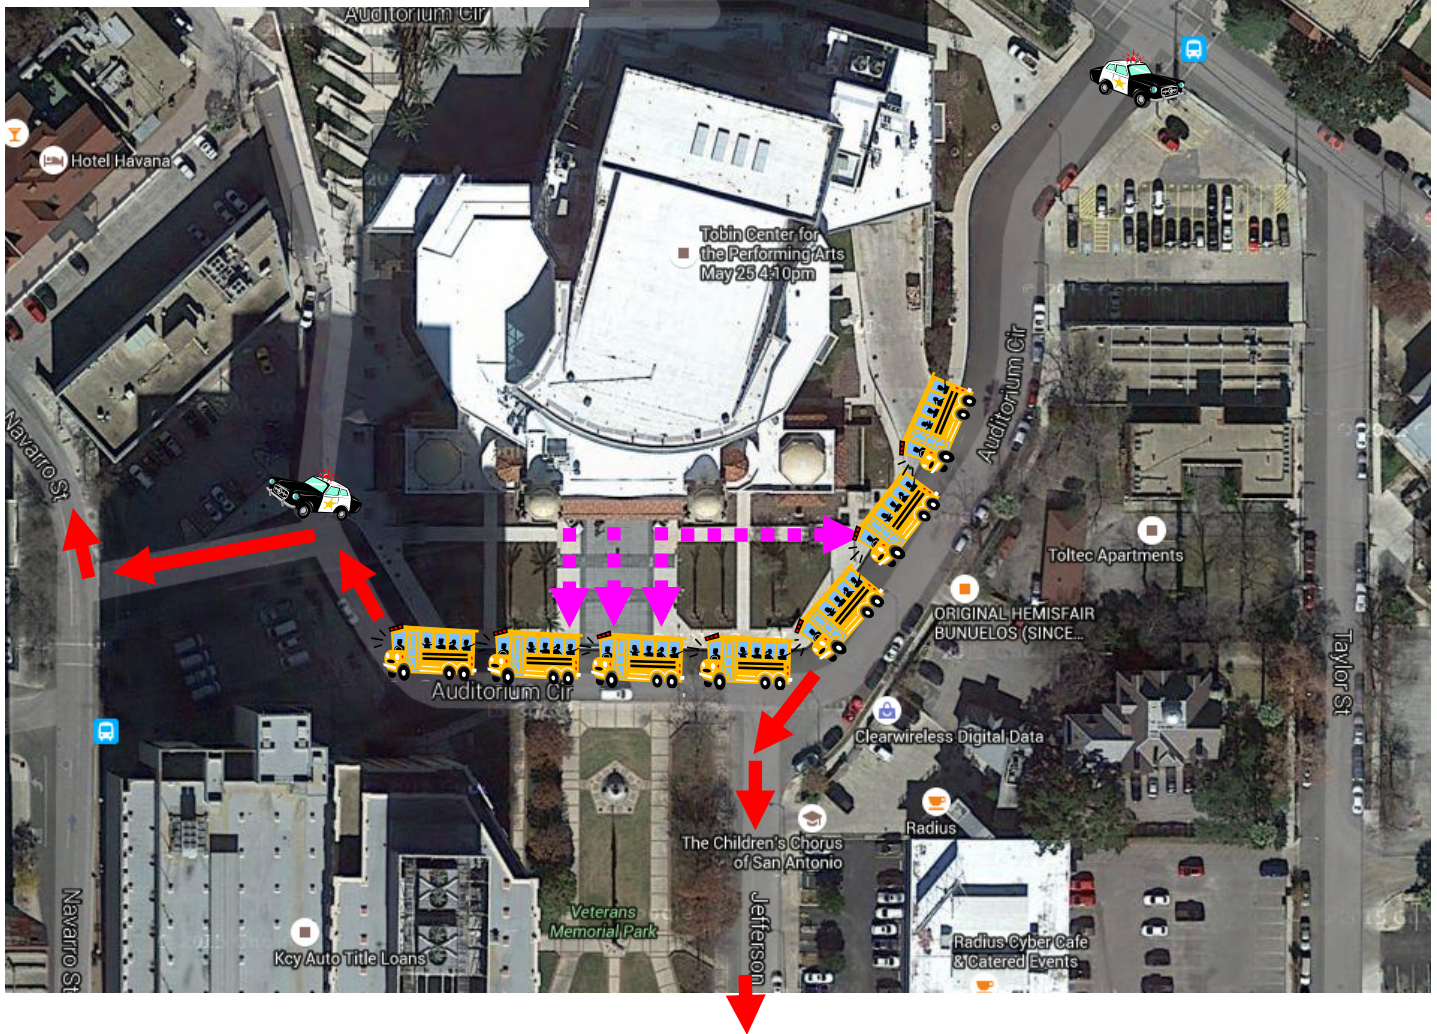 Auditorium Cir
Hotel Havana
Tobin Center for
the Performing Arts
May 25 4:10pm
Auditorium Cir
Navarro St
Toltec Apartments
ORIGINAL HEMISFAIR
BUNUELOS (SINCE...
Taylor St
Auditorium Cir
Clearwireless Digital Data
Radius
The Children's Chorus
of San Antonio
Jefferson
Veterans
Memorial Park
Navarro St
Kcy Auto Title Loans
Radius Cyber Cafe
& Catered Events